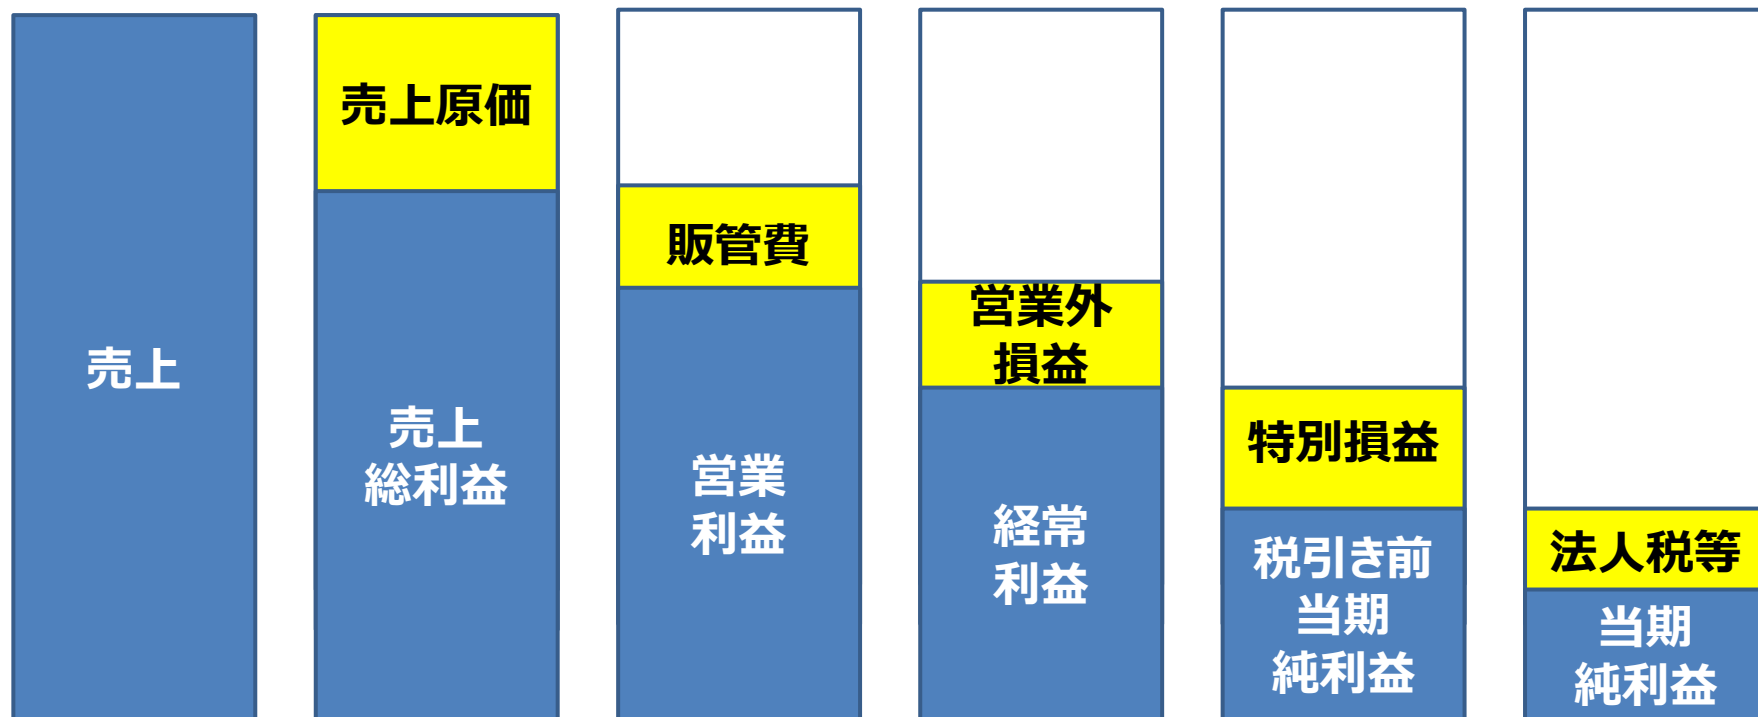 売上
売上原価
売上
総利益
販管費
営業
利益
営業外
損益
経常
利益
特別損益
税引き前
当期
純利益
法人税等
当期
純利益